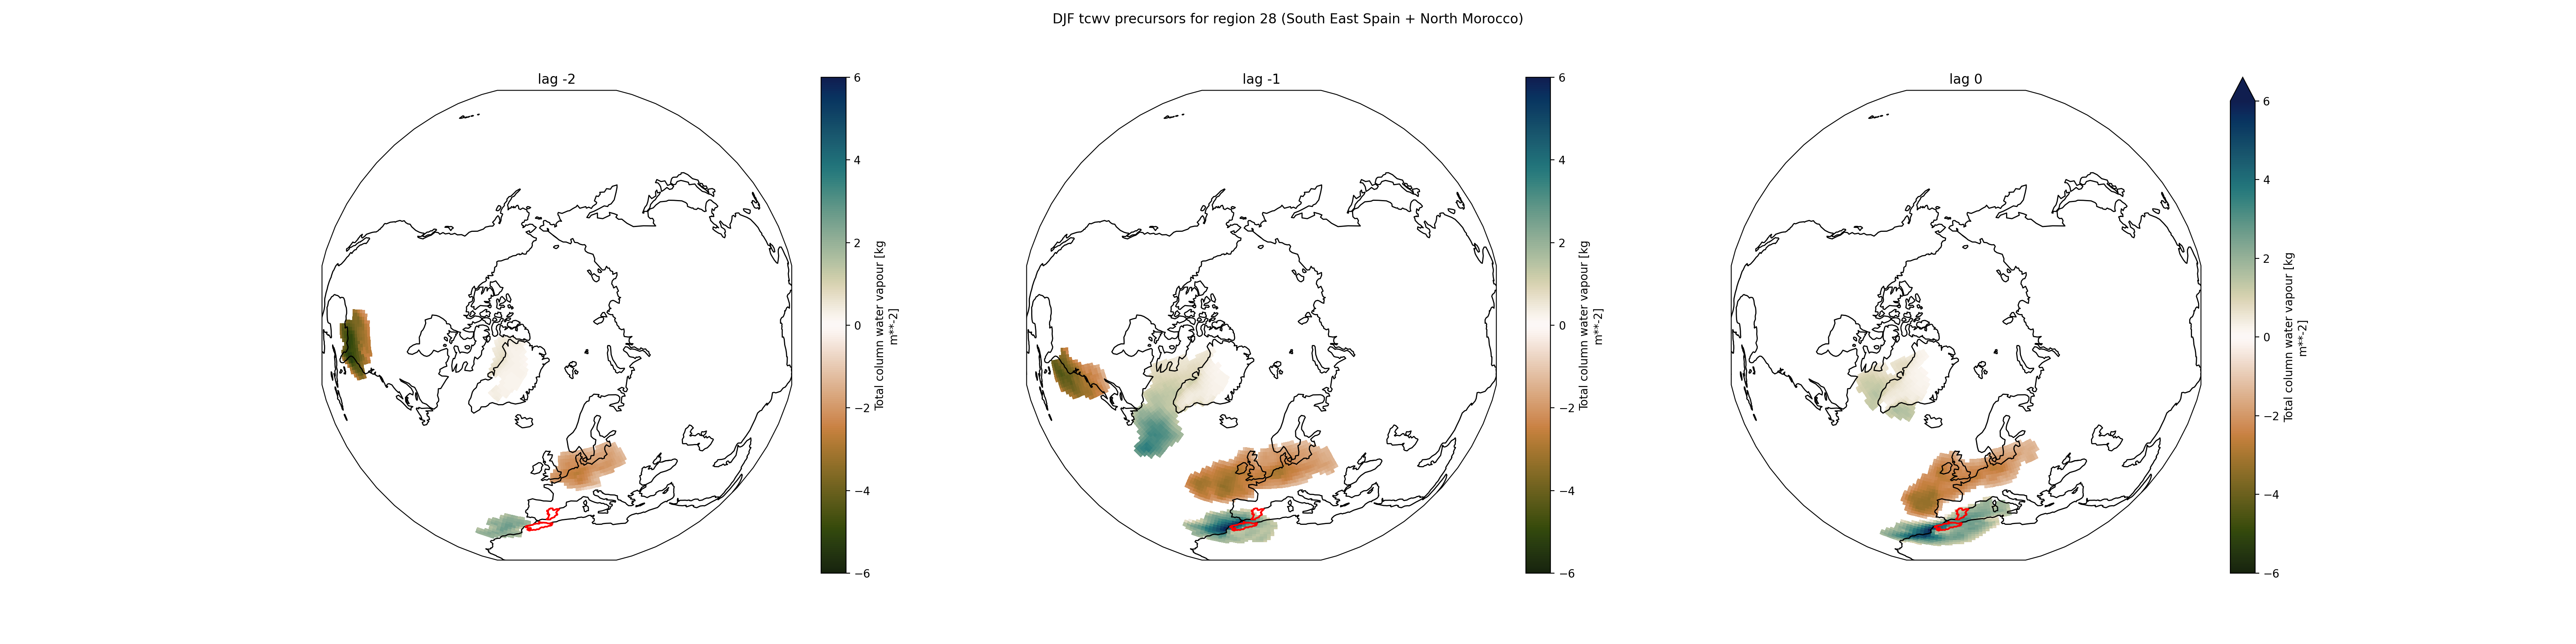 DJF tcwv precursors for region 28 (South East Spain + North Morocco)
lag -2
6
4
2
0
−2
−4
−6
Total column water vapour [kg
m**-2]
lag -1
6
4
2
0
−2
−4
−6
Total column water vapour [kg
m**-2]
lag 0
6
4
2
0
−2
−4
−6
Total column water vapour [kg
m**-2]